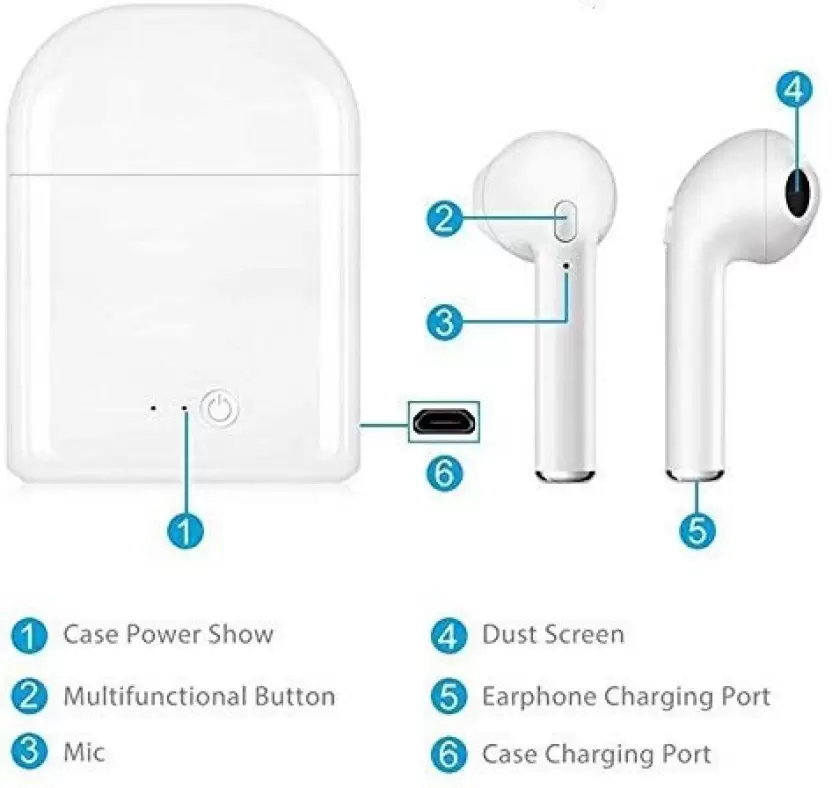 4
2
3
6
1
5
1 Case Power Show
2 Multifunctional Button
3 Mic
4 Dust Screen
5 Earphone Charging Port
6 Case Charging Port